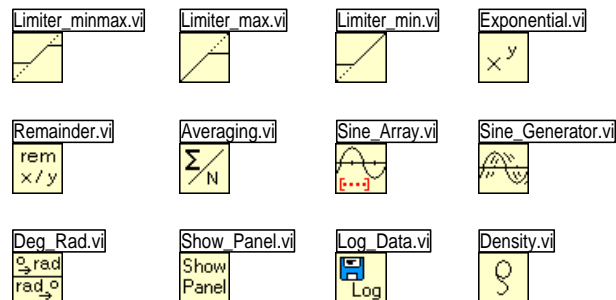 Limiter_minmax.vi Limiter_max.vi Limiter_min.vi Exponential.vi
x y
Remainder.vi Averaging.vi Sine_Array.vi Sine_Generator.vi
rem Σ
x/y N [....]
Deg_Rad.vi Show_Panel.vi Log_Data.vi Density.vi
o rad Show
rad o Panel Log ϱ